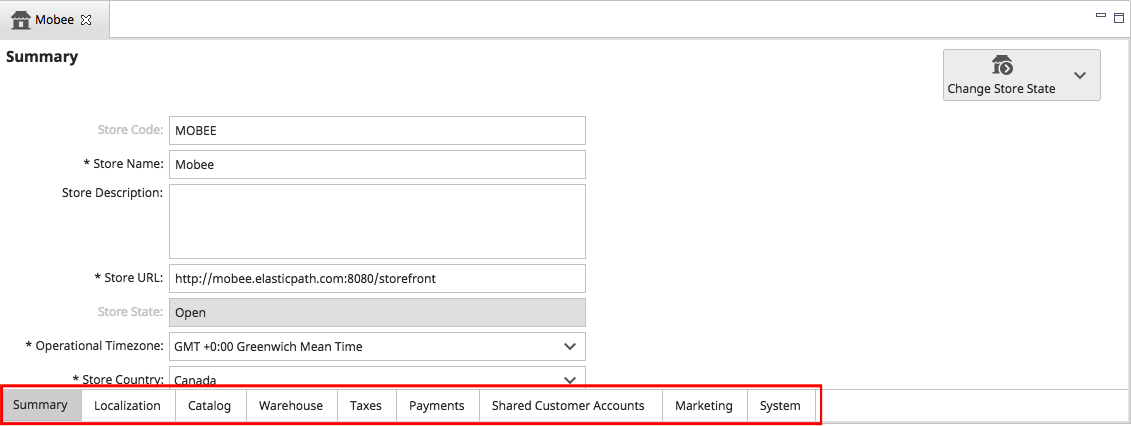 Mobee
Summary
Change Store State
Store Code: MOBEE
* Store Name: Mobee
Store Description:
* Store URL: http://mobee.elasticpath.com:8080/storefront
Store State: Open
* Operational Timezone: GMT +0:00 Greenwich Mean Time
* Store Country: Canada
Summary Localization Catalog Warehouse Taxes Payments Shared Customer Accounts Marketing System